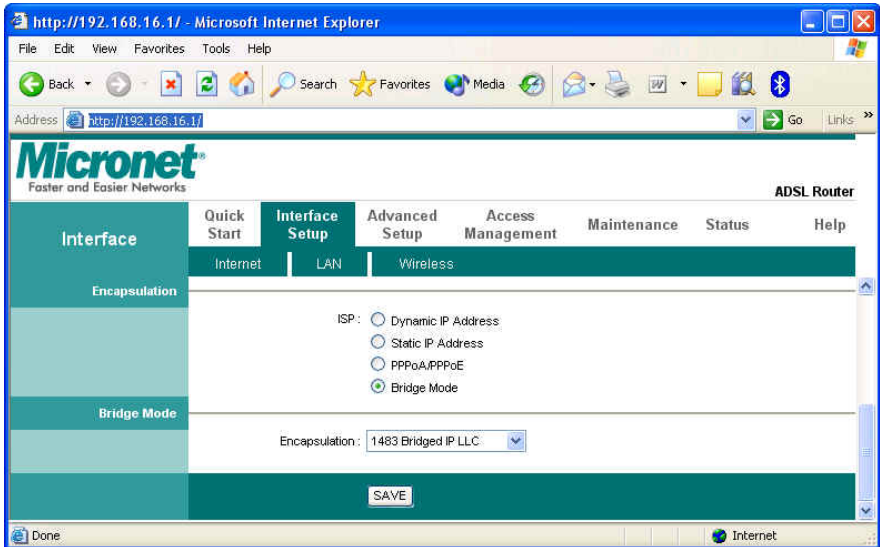 http://192.168.16.1/ - Microsoft Internet Explorer
File Edit View Favorites Tools Help
Back Search Favorites Media W
Address http://192.168.16.1/ Go Links »
Micronet®
Faster and Easier Networks
ADSL Router
Interface
Quick Start Interface Setup Advanced Setup Access Management Maintenance Status Help
Internet LAN Wireless
Encapsulation
ISP : Dynamic IP Address
Static IP Address
PPPoA/PPPoE
Bridge Mode
Bridge Mode
Encapsulation : 1483 Bridged IP LLC
SAVE
Done Internet